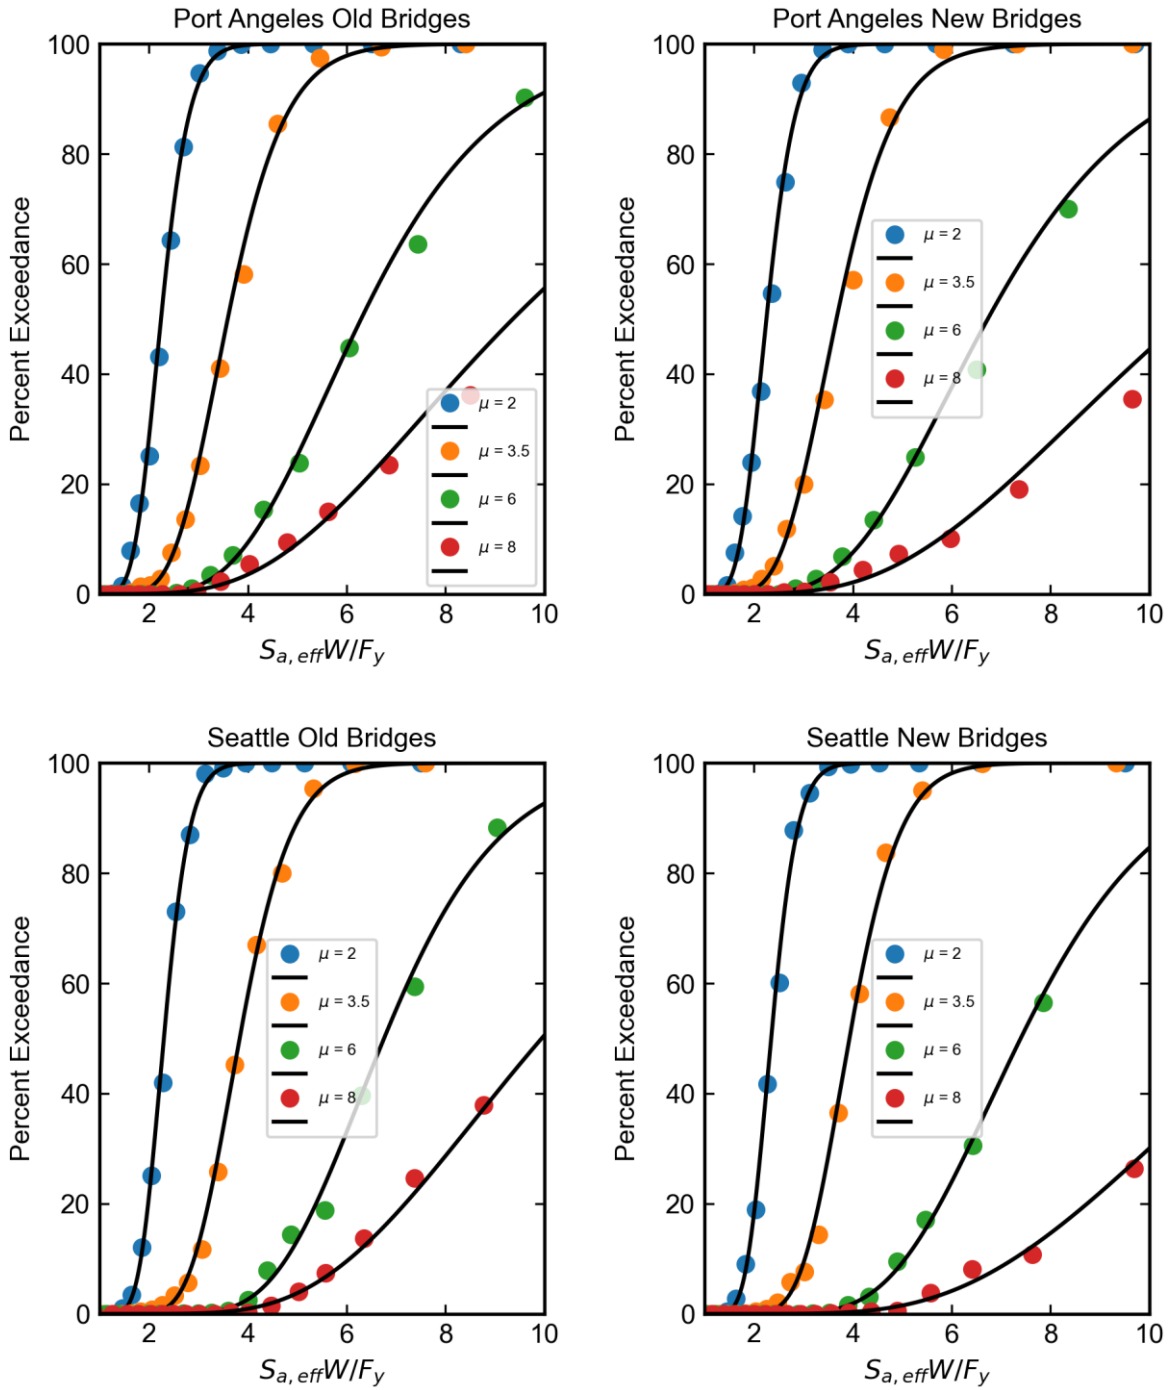 Port Angeles Old Bridges
100
80
60
40
20
0
Percent Exceedance
μ = 2
μ = 3.5
μ = 6
μ = 8
2 4 6 8 10
S_{a, eff}W/F_y
Port Angeles New Bridges
100
80
60
40
20
0
Percent Exceedance
μ = 2
μ = 3.5
μ = 6
μ = 8
2 4 6 8 10
S_{a, eff}W/F_y
Seattle Old Bridges
100
80
60
40
20
0
Percent Exceedance
μ = 2
μ = 3.5
μ = 6
μ = 8
2 4 6 8 10
S_{a, eff}W/F_y
Seattle New Bridges
100
80
60
40
20
0
Percent Exceedance
μ = 2
μ = 3.5
μ = 6
μ = 8
2 4 6 8 10
S_{a, eff}W/F_y